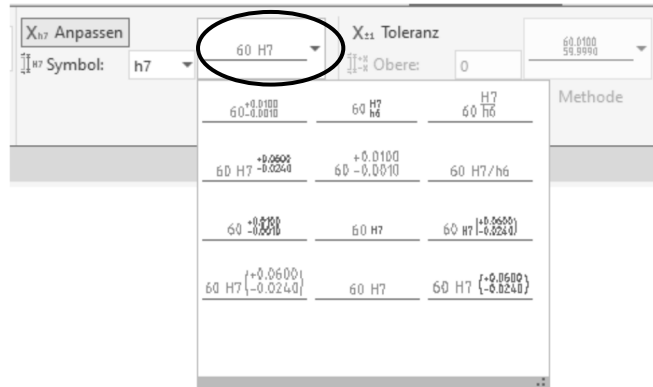 Xh7 Anpassen
H7 Symbol: h7
60 H7
X±1 Toleranz
+X -X Obere: 0
60.0100 59.9990
Methode
60 +0.0100 -0.0010
60 H7 h6
60 H7 h6
60 H7 +0.0600 -0.0240
60 +0.0100 -0.0010
60 H7/h6
60 +0.0100 -0.0010
60 H7
60 H7 (+0.0600 -0.0240)
60 H7 (+0.0600 -0.0240)
60 H7
60 H7 {+0.0600 -0.0240}